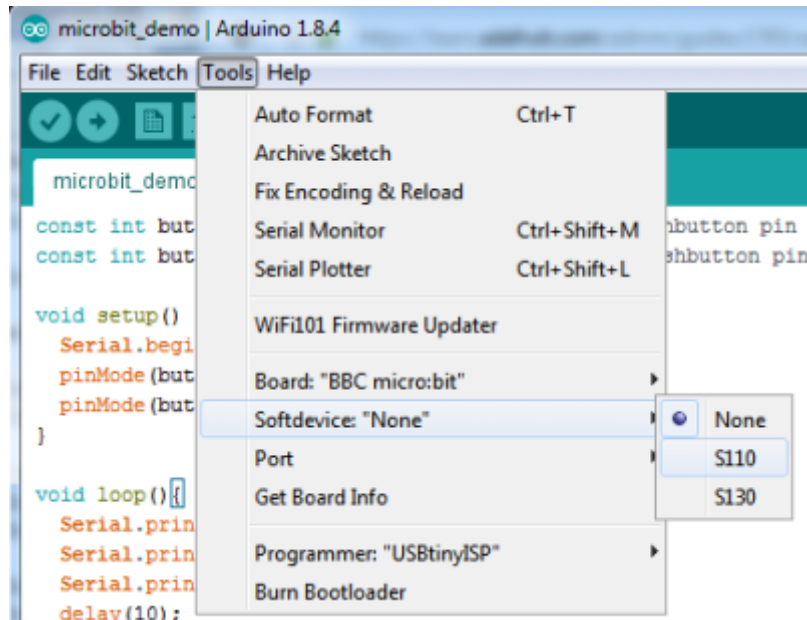 microbit_demo | Arduino 1.8.4
File Edit Sketch Tools Help
microbit_demo
Auto Format Ctrl+T
Archive Sketch
Fix Encoding & Reload
Serial Monitor Ctrl+Shift+M
Serial Plotter Ctrl+Shift+L
WiFi101 Firmware Updater
Board: "BBC micro:bit"
Softdevice: "None"
Port
Get Board Info
Programmer: "USBtinyISP"
Burn Bootloader
None
S110
S130
const int but
const int but
void setup()
Serial.begi
pinMode(but
pinMode(but
}
void loop(){
Serial.prin
Serial.prin
Serial.prin
delay(10);
button pin
shbutton pin